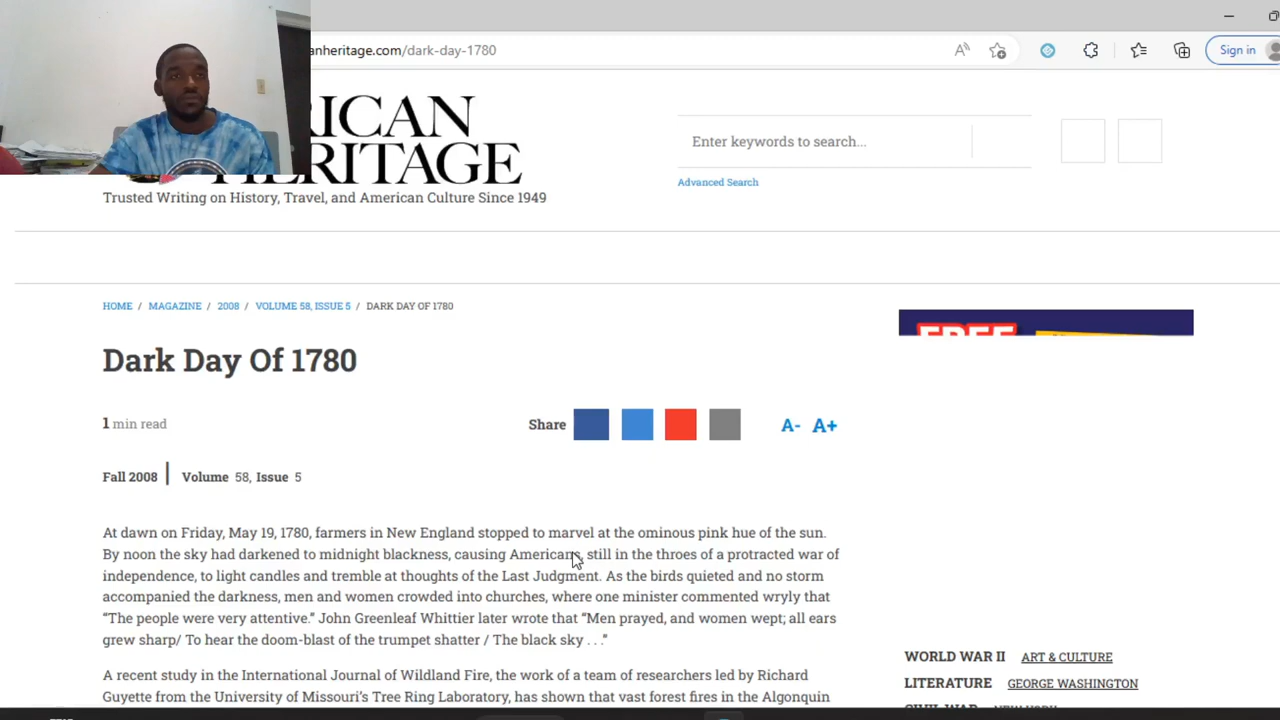 anheritage.com/dark-day-1780
Sign in
RICAN
HERITAGE
Trusted Writing on History, Travel, and American Culture Since 1949
Enter keywords to search...
Advanced Search
HOME / MAGAZINE / 2008 / VOLUME 58, ISSUE 5 / DARK DAY OF 1780
FREE
Dark Day Of 1780
1 min read
Share
A- A+
Fall 2008 | Volume 58, Issue 5
At dawn on Friday, May 19, 1780, farmers in New England stopped to marvel at the ominous pink hue of the sun.
By noon the sky had darkened to midnight blackness, causing Americans, still in the throes of a protracted war of
independence, to light candles and tremble at thoughts of the Last Judgment. As the birds quieted and no storm
accompanied the darkness, men and women crowded into churches, where one minister commented wryly that
“The people were very attentive.” John Greenleaf Whittier later wrote that “Men prayed, and women wept; all ears
grew sharp/ To hear the doom-blast of the trumpet shatter / The black sky . . .”
A recent study in the International Journal of Wildland Fire, the work of a team of researchers led by Richard
Guyette from the University of Missouri’s Tree Ring Laboratory, has shown that vast forest fires in the Algonquin
WORLD WAR II ART & CULTURE
LITERATURE GEORGE WASHINGTON
CIVIL WAR NEW YORK